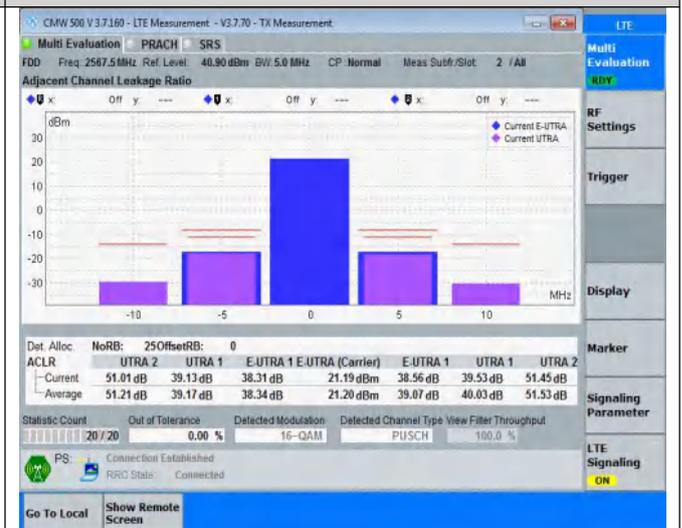 CMW 500 V 3.7.160 - LTE Measurement - V3.7.70 - TX Measurement
LTE
Multi Evaluation PRACH SRS
Multi
Evaluation
RDY
FDD Freq: 2567.5 MHz Ref. Level: 40.90 dBm BW: 5.0 MHz CP :Normal Meas Subfr./Slot: 2 / All
Adjacent Channel Leakage Ratio
x: Off y: --- x: Off y: --- x: Off y: ---
dBm
Current E-UTRA
Current UTRA
30
20
10
0
-10
-20
-30
MHz
-10 -5 0 5 10
RF
Settings
Trigger
Display
Marker
Signaling
Parameter
LTE
Signaling
ON
Det. Alloc. NoRB: 25OffsetRB: 0
ACLR UTRA 2 UTRA 1 E-UTRA 1 E-UTRA (Carrier) E-UTRA 1 UTRA 1 UTRA 2
Current 51.01 dB 39.13 dB 38.31 dB 21.19 dBm 38.56 dB 39.53 dB 51.45 dB
Average 51.21 dB 39.17 dB 38.34 dB 21.20 dBm 39.07 dB 40.03 dB 51.53 dB
Statistic Count Out of Tolerance Detected Modulation Detected Channel Type View Filter Throughput
20 / 20 0.00 % 16-QAM PUSCH 100.0 %
PS: Connection Established
RRC State: Connected
Go To Local
Show Remote
Screen